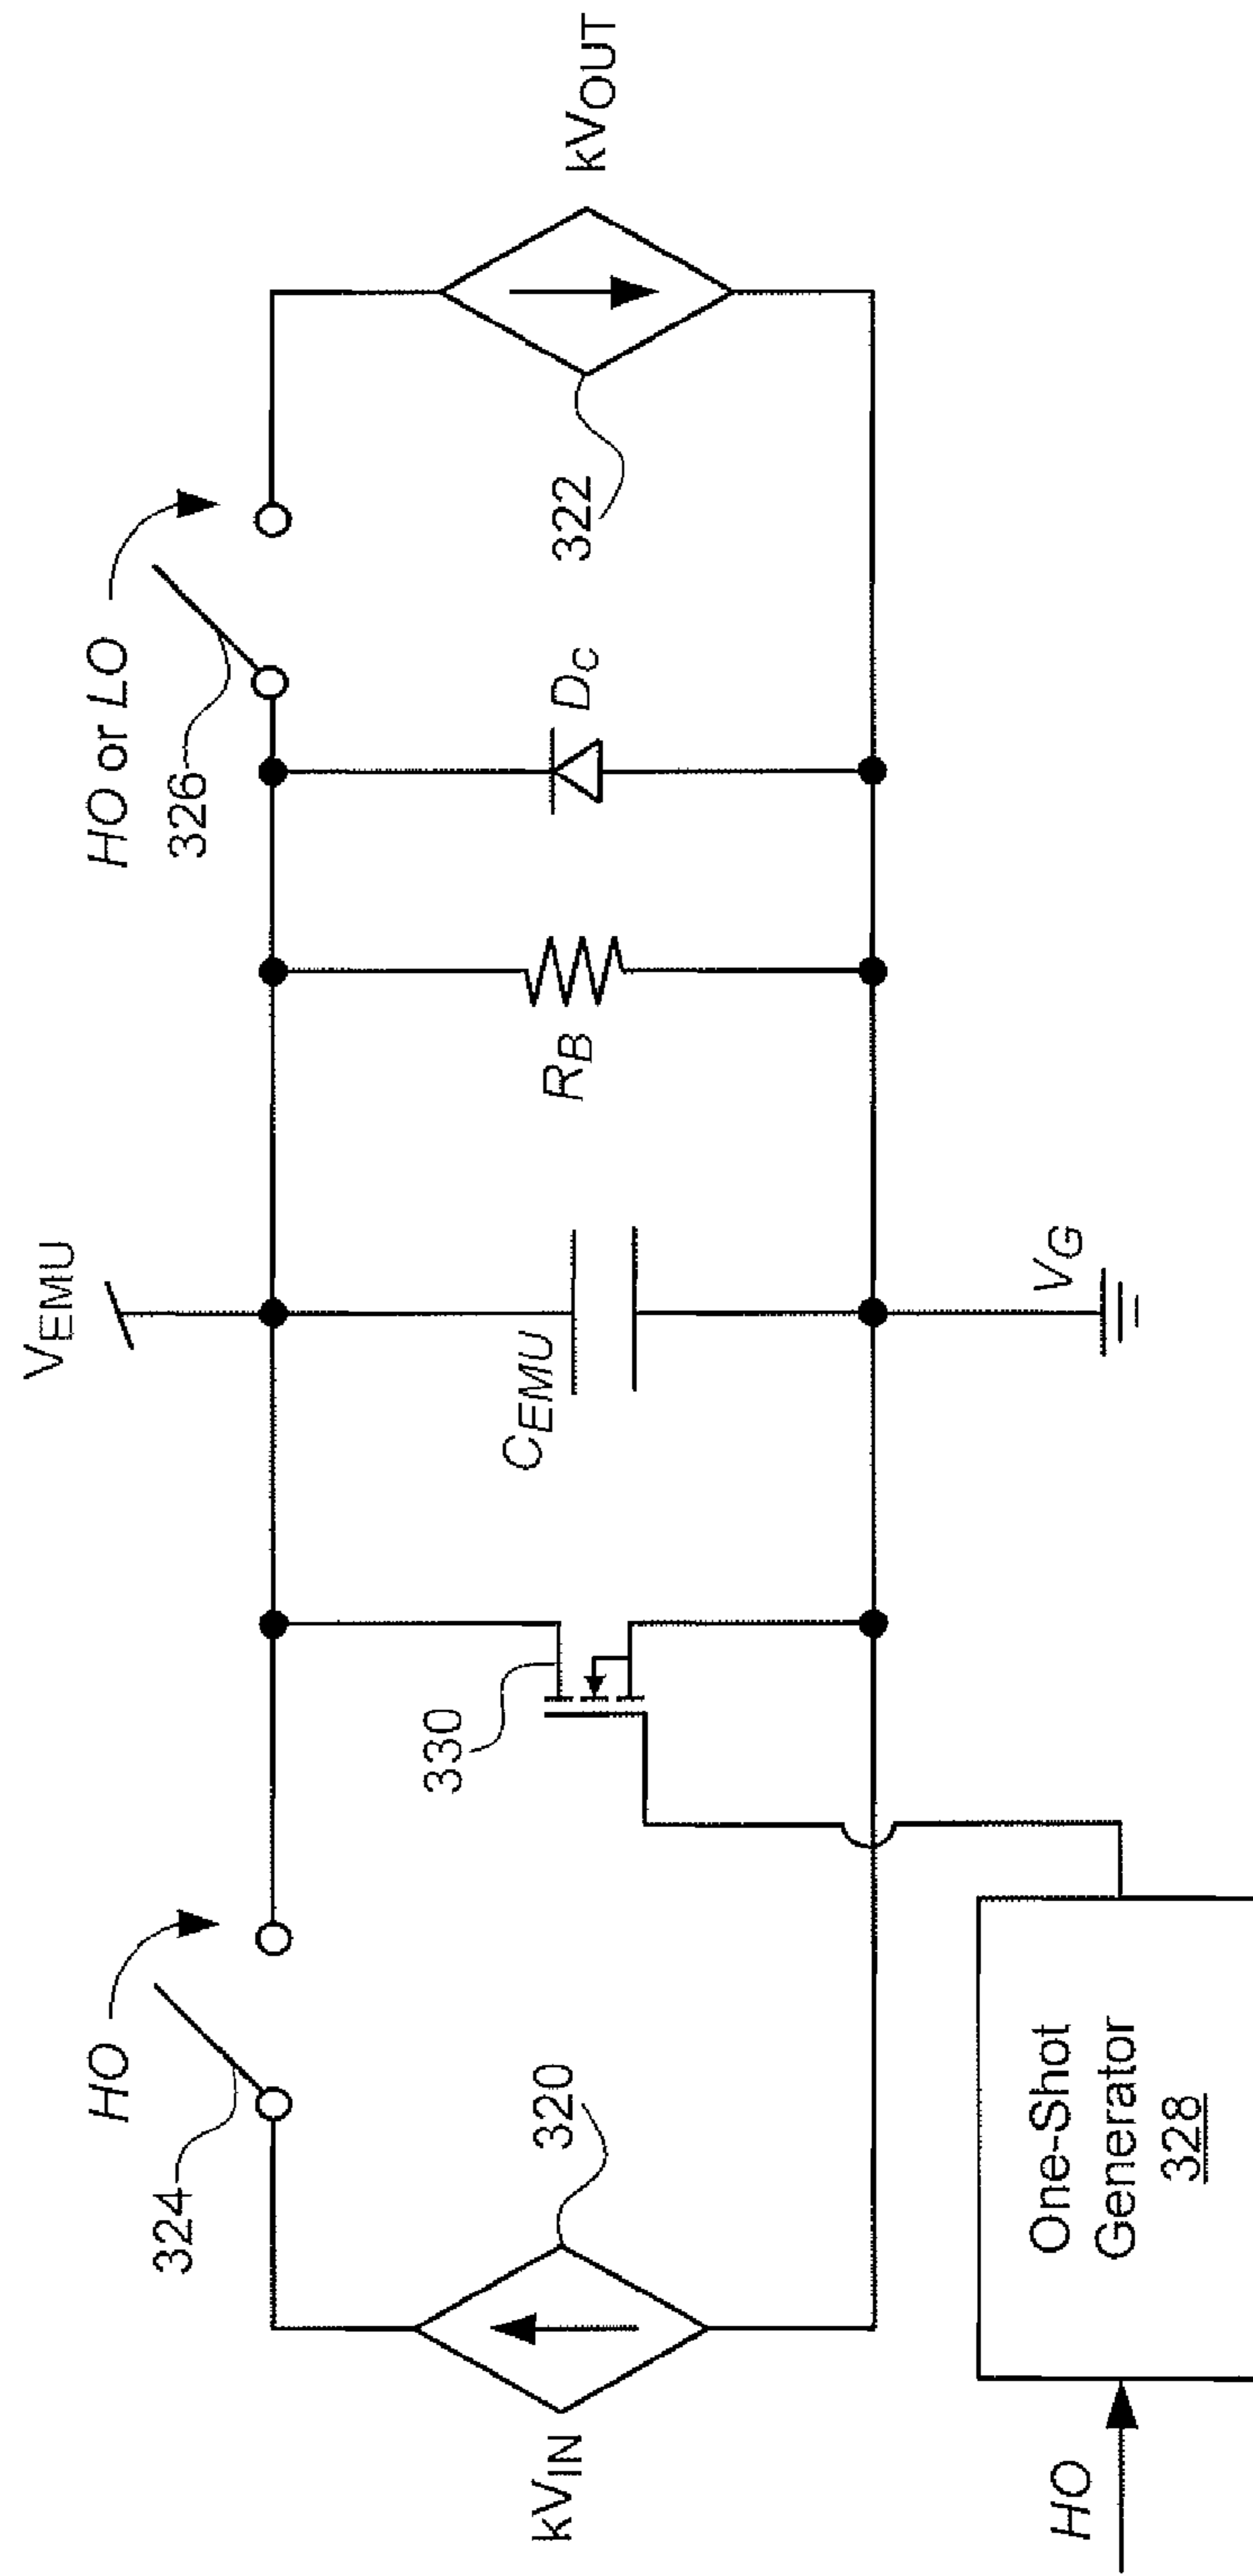 V_EMU
HO
324
HO or LO
326
kV_IN
320
330
C_EMU
R_B
D_C
322
kV_OUT
V_G
HO
One-Shot
Generator
328